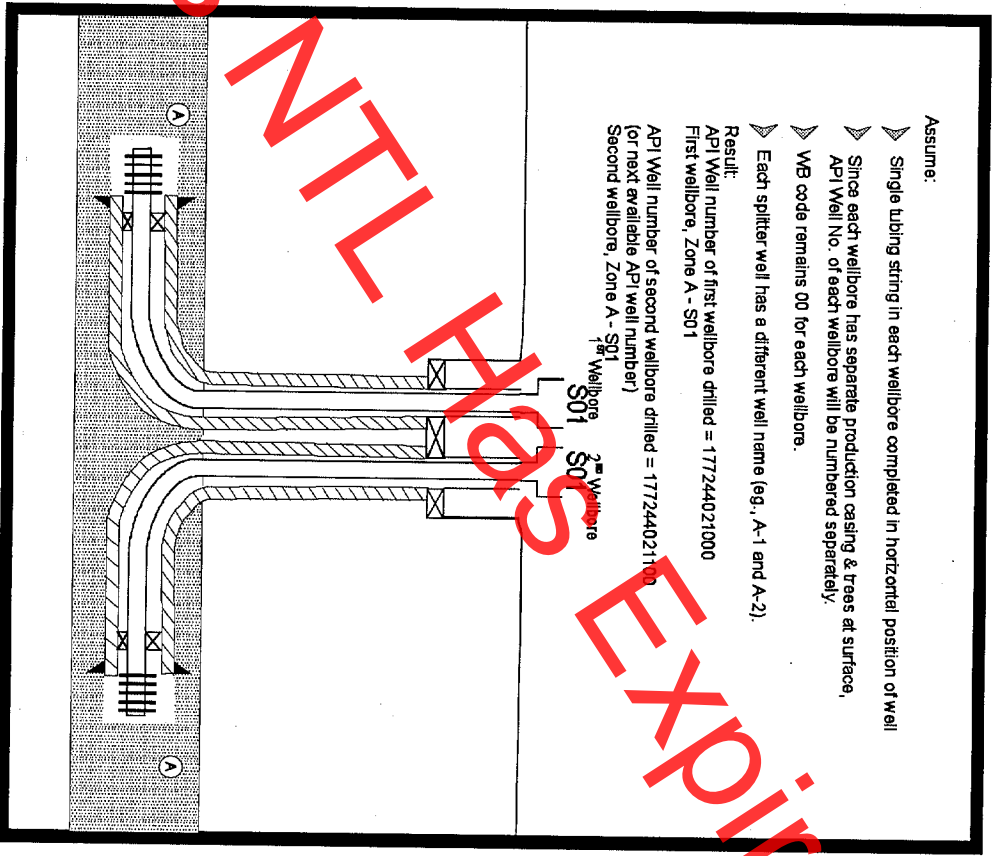 Assume:
Single tubing string in each wellbore completed in horizontal position of well
Since each wellbore has separate production casing & trees at surface,
API Well No. of each wellbore will be numbered separately.
WB code remains 00 for each wellbore.
Each splitter well has a different well name (eg., A-1 and A-2).
Result:
API Well number of first wellbore drilled = 177244021000
First wellbore, Zone A - S01
API Well number of second wellbore drilled = 177244021100
(or next available API well number)
Second wellbore, Zone A - S01
1ST Wellbore
S01
2ND Wellbore
S01
A
A
NTL Has Expir